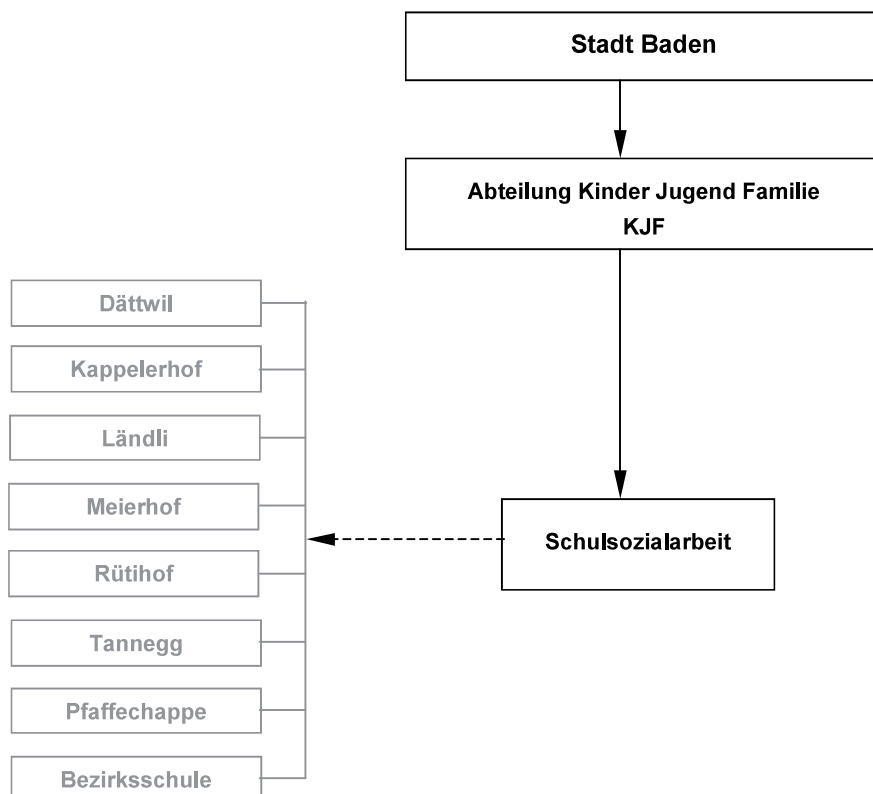 Stadt Baden
Abteilung Kinder Jugend Familie
KJF
Dättwil
Kappelerhof
Ländli
Meierhof
Rütihof
Tannegg
Pfaffechappe
Bezirksschule
Schulsozialarbeit